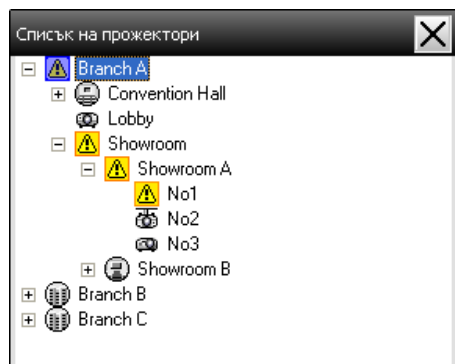 Списък на прожектори
Branch A
Convention Hall
Lobby
Showroom
Showroom A
No1
No2
No3
Showroom B
Branch B
Branch C